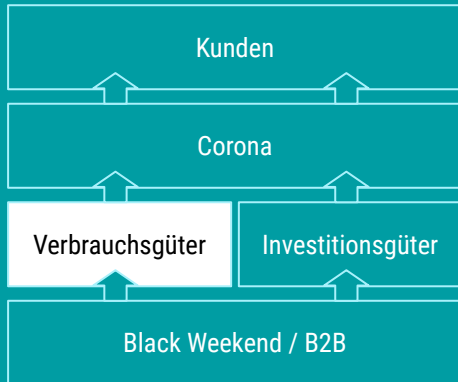 Kunden
Corona
Verbrauchsgüter
Investitionsgüter
Black Weekend / B2B